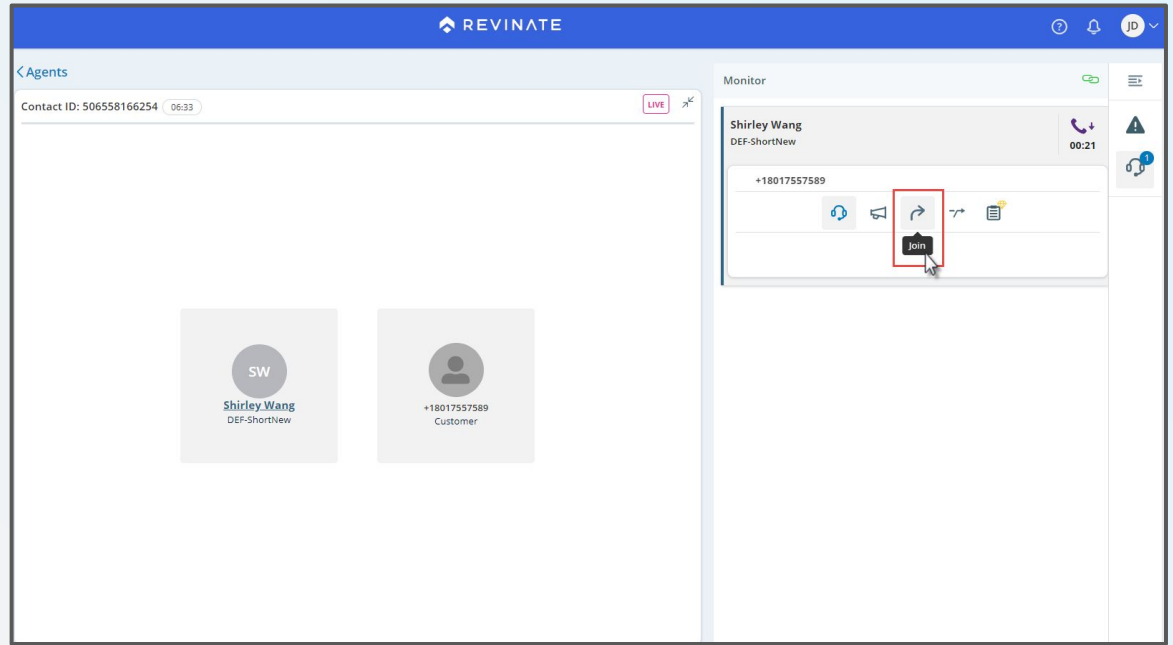 REVINATE
?
JD
Agents
Contact ID: 506558166254 06:33
LIVE
SW
Shirley Wang
DEF-ShortNew
+18017557589
Customer
Monitor
Shirley Wang
DEF-ShortNew
00:21
+18017557589
Join
1